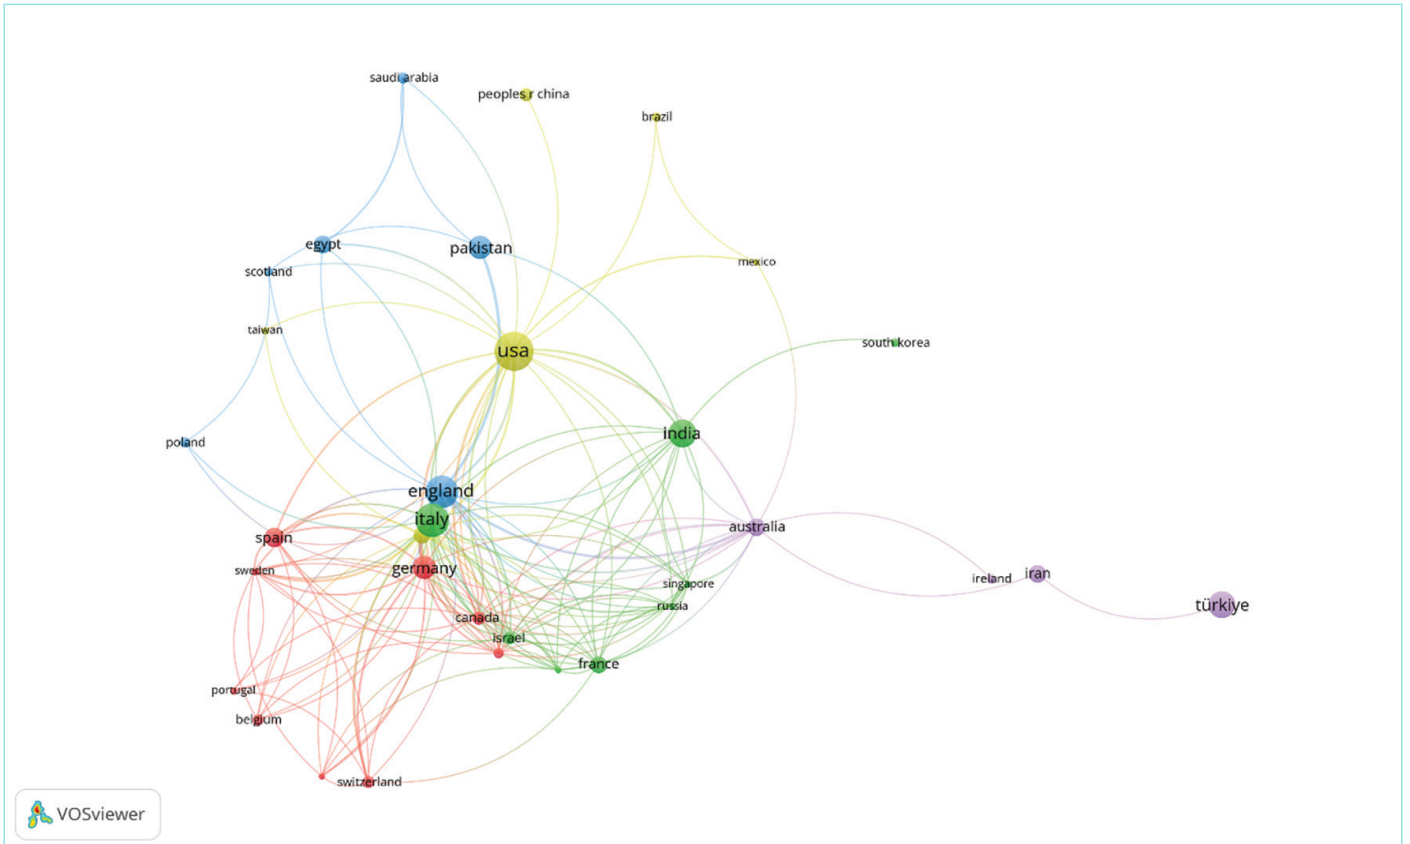 saudi arabia
peoples r china
brazil
egypt
pakistan
scotland
mexico
taiwan
usa
south korea
india
poland
england
italy
australia
spain
germany
sweden
singapore
ireland
iran
russia
türkiye
canada
israel
france
portugal
belgium
switzerland
VOSviewer